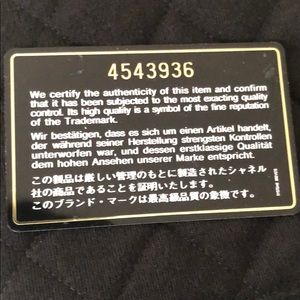 4543936
We certify the authenticity of this item and confirm
that it has been subjected to the most exacting quality
control. Its high quality is a symbol of the fine reputation
of the Trademark.
Wir bestätigen, dass es sich um einen Artikel handelt,
der während seiner Herstellung strengsten Kontrollen
unterworfen war, und dessen erstklassige Qualität
dem hohen Ansehen unserer Marke entspricht.
この製品は厳しい管理のもとに製造されたシャネル
社の商品であることを証明いたします。
このブランド・マークは最高級品質の象徴です。